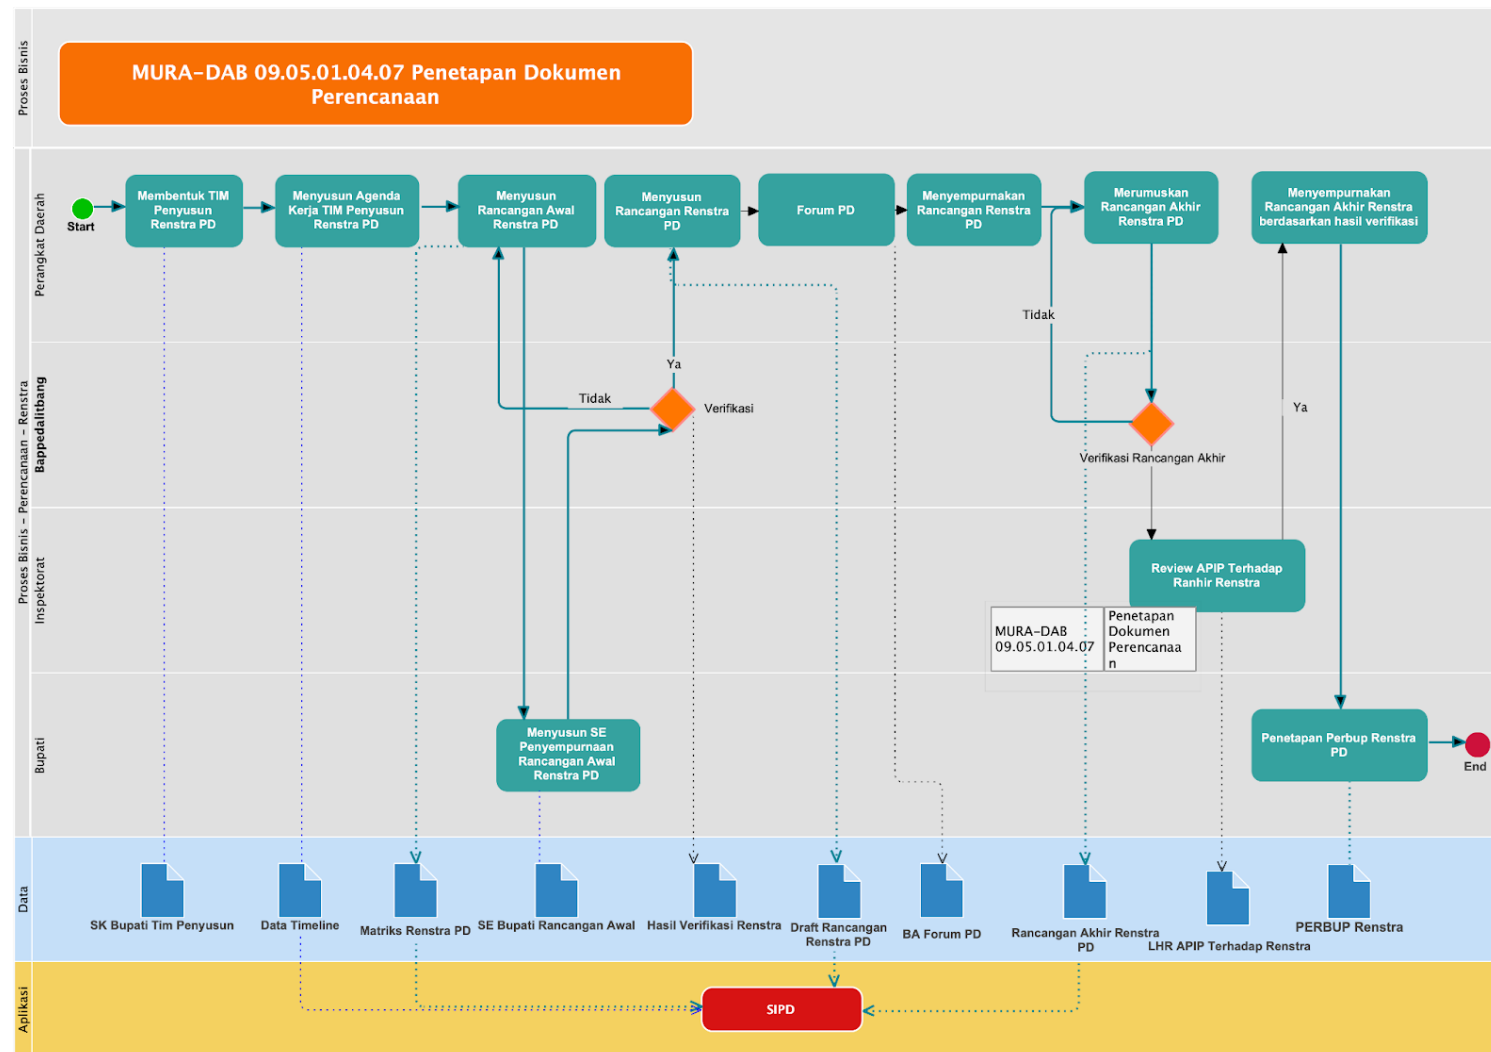 Proses Bisnis
MURA-DAB 09.05.01.04.07 Penetapan Dokumen
Perencanaan
Proses Bisnis - Perencanaan - Renstra
Perangkat Daerah
Start
Membentuk TIM
Penyusun
Renstra PD
Menyusun Agenda
Kerja TIM Penyusun
Renstra PD
Menyusun
Rancangan Awal
Renstra PD
Menyusun
Rancangan Renstra
PD
Forum PD
Menyempurnakan
Rancangan Renstra
PD
Merumuskan
Rancangan Akhir
Renstra PD
Menyempurnakan
Rancangan Akhir Renstra
berdasarkan hasil verifikasi
Tidak
Bappedalitbang
Ya
Tidak
Verifikasi
Ya
Verifikasi Rancangan Akhir
Inspektorat
Review APIP Terhadap
Ranhir Renstra
MURA-DAB
09.05.01.04.07
Penetapan
Dokumen
Perencanaa
n
Bupati
Menyusun SE
Penyempurnaan
Rancangan Awal
Renstra PD
Penetapan Perbup Renstra
PD
End
Data
SK Bupati Tim Penyusun
Data Timeline
Matriks Renstra PD
SE Bupati Rancangan Awal
Hasil Verifikasi Renstra
Draft Rancangan
Renstra PD
BA Forum PD
Rancangan Akhir Renstra
PD
LHR APIP Terhadap Renstra
PERBUP Renstra
Aplikasi
SIPD